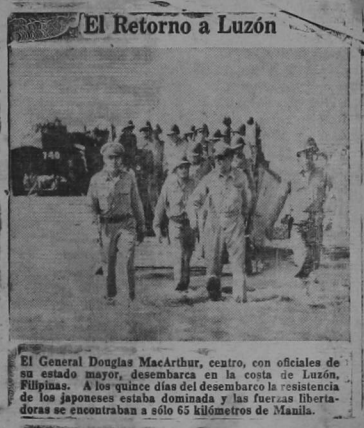 El Retorno a Luzón
746
El General Douglas MacArthur, centro, con oficiales de
su estado mayor, desembarca en la costa de Luzón,
Filipinas. A los quince días del desembarco la resistencia
de los japoneses estaba dominada y las fuerzas liberta-
doras se encontraban a sólo 65 kilómetros de Manila.